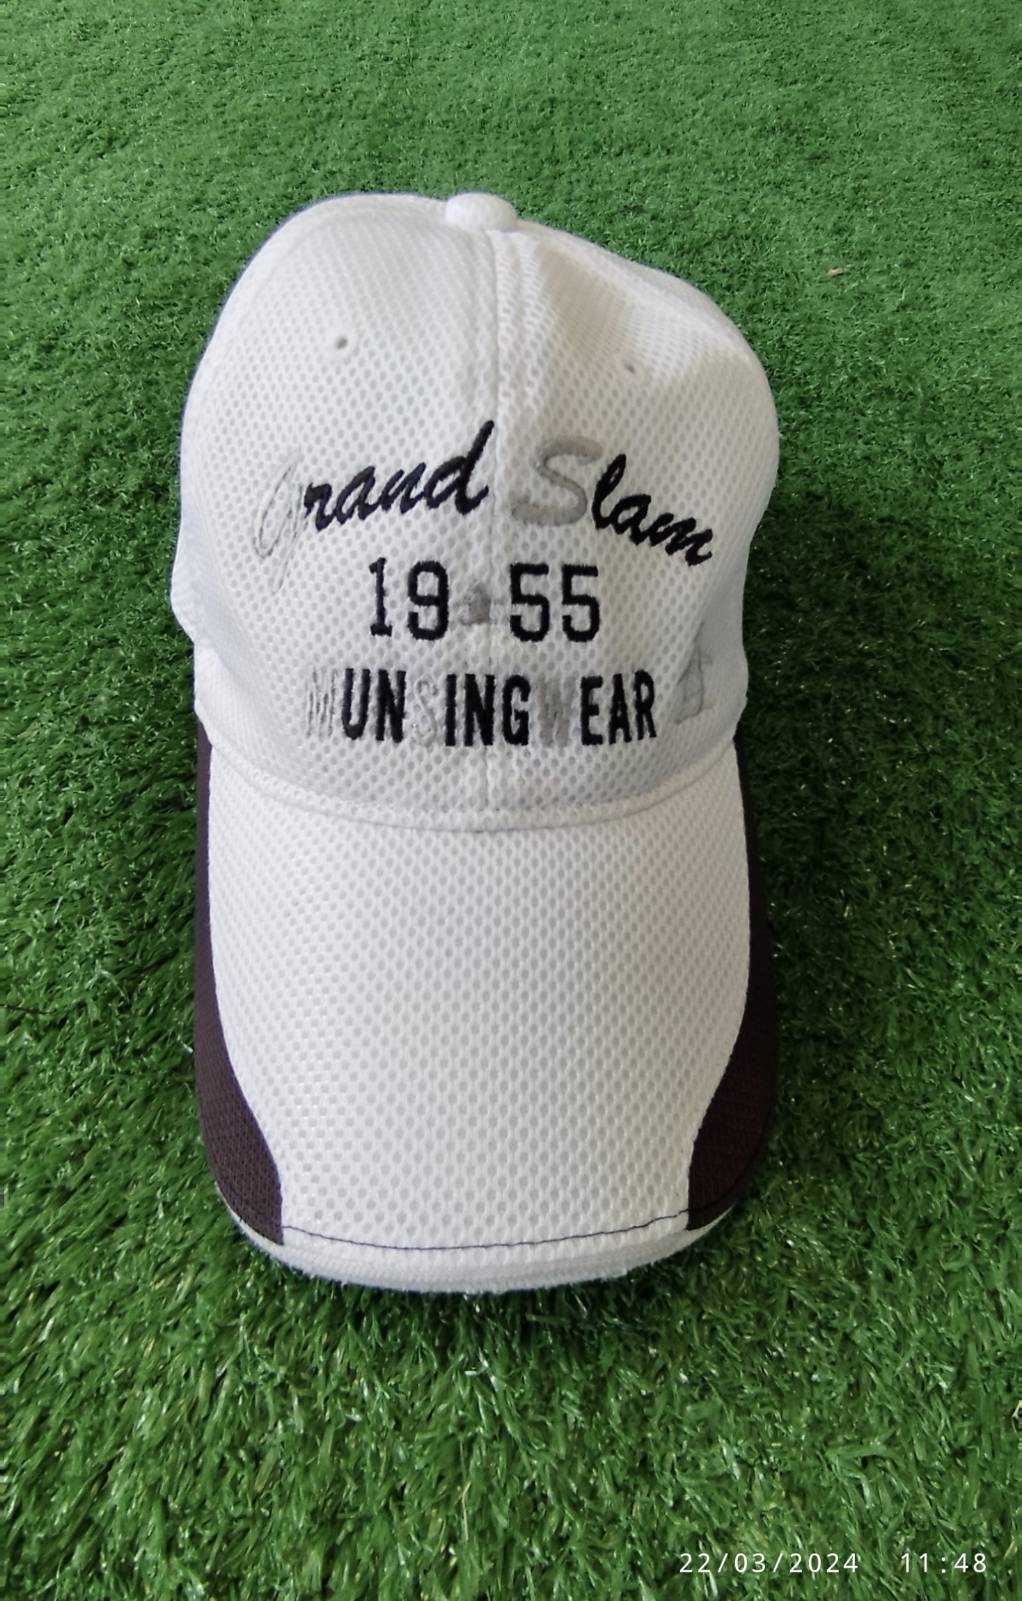 Grand Slam
19 55
MUNSINGWEAR
22/03/2024 11:48